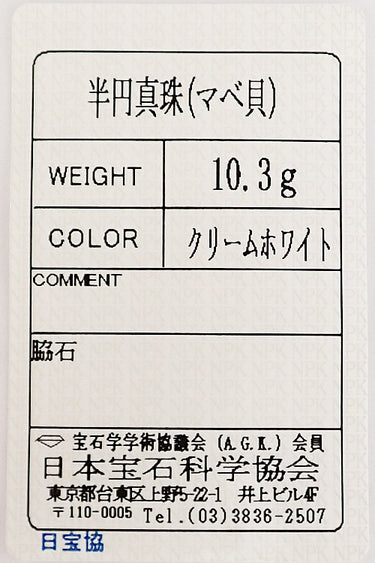 半円真珠(マベ貝)
WEIGHT 10.3g
COLOR クリームホワイト
COMMENT
脇石
宝石学学術協議会 (A.G.K.) 会員
日本宝石科学協会
東京都台東区上野5-22-1 井上ビル4F
〒110-0005 Tel.(03)3836-2507
日宝協